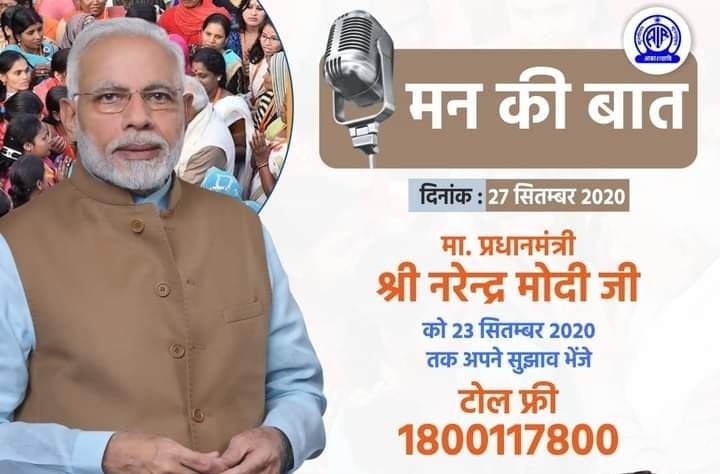 मन की बात
दिनांक : 27 सितम्बर 2020
मा. प्रधानमंत्री
श्री नरेन्द्र मोदी जी
को 23 सितम्बर 2020
तक अपने सुझाव भेंजे
टोल फ्री
1800117800